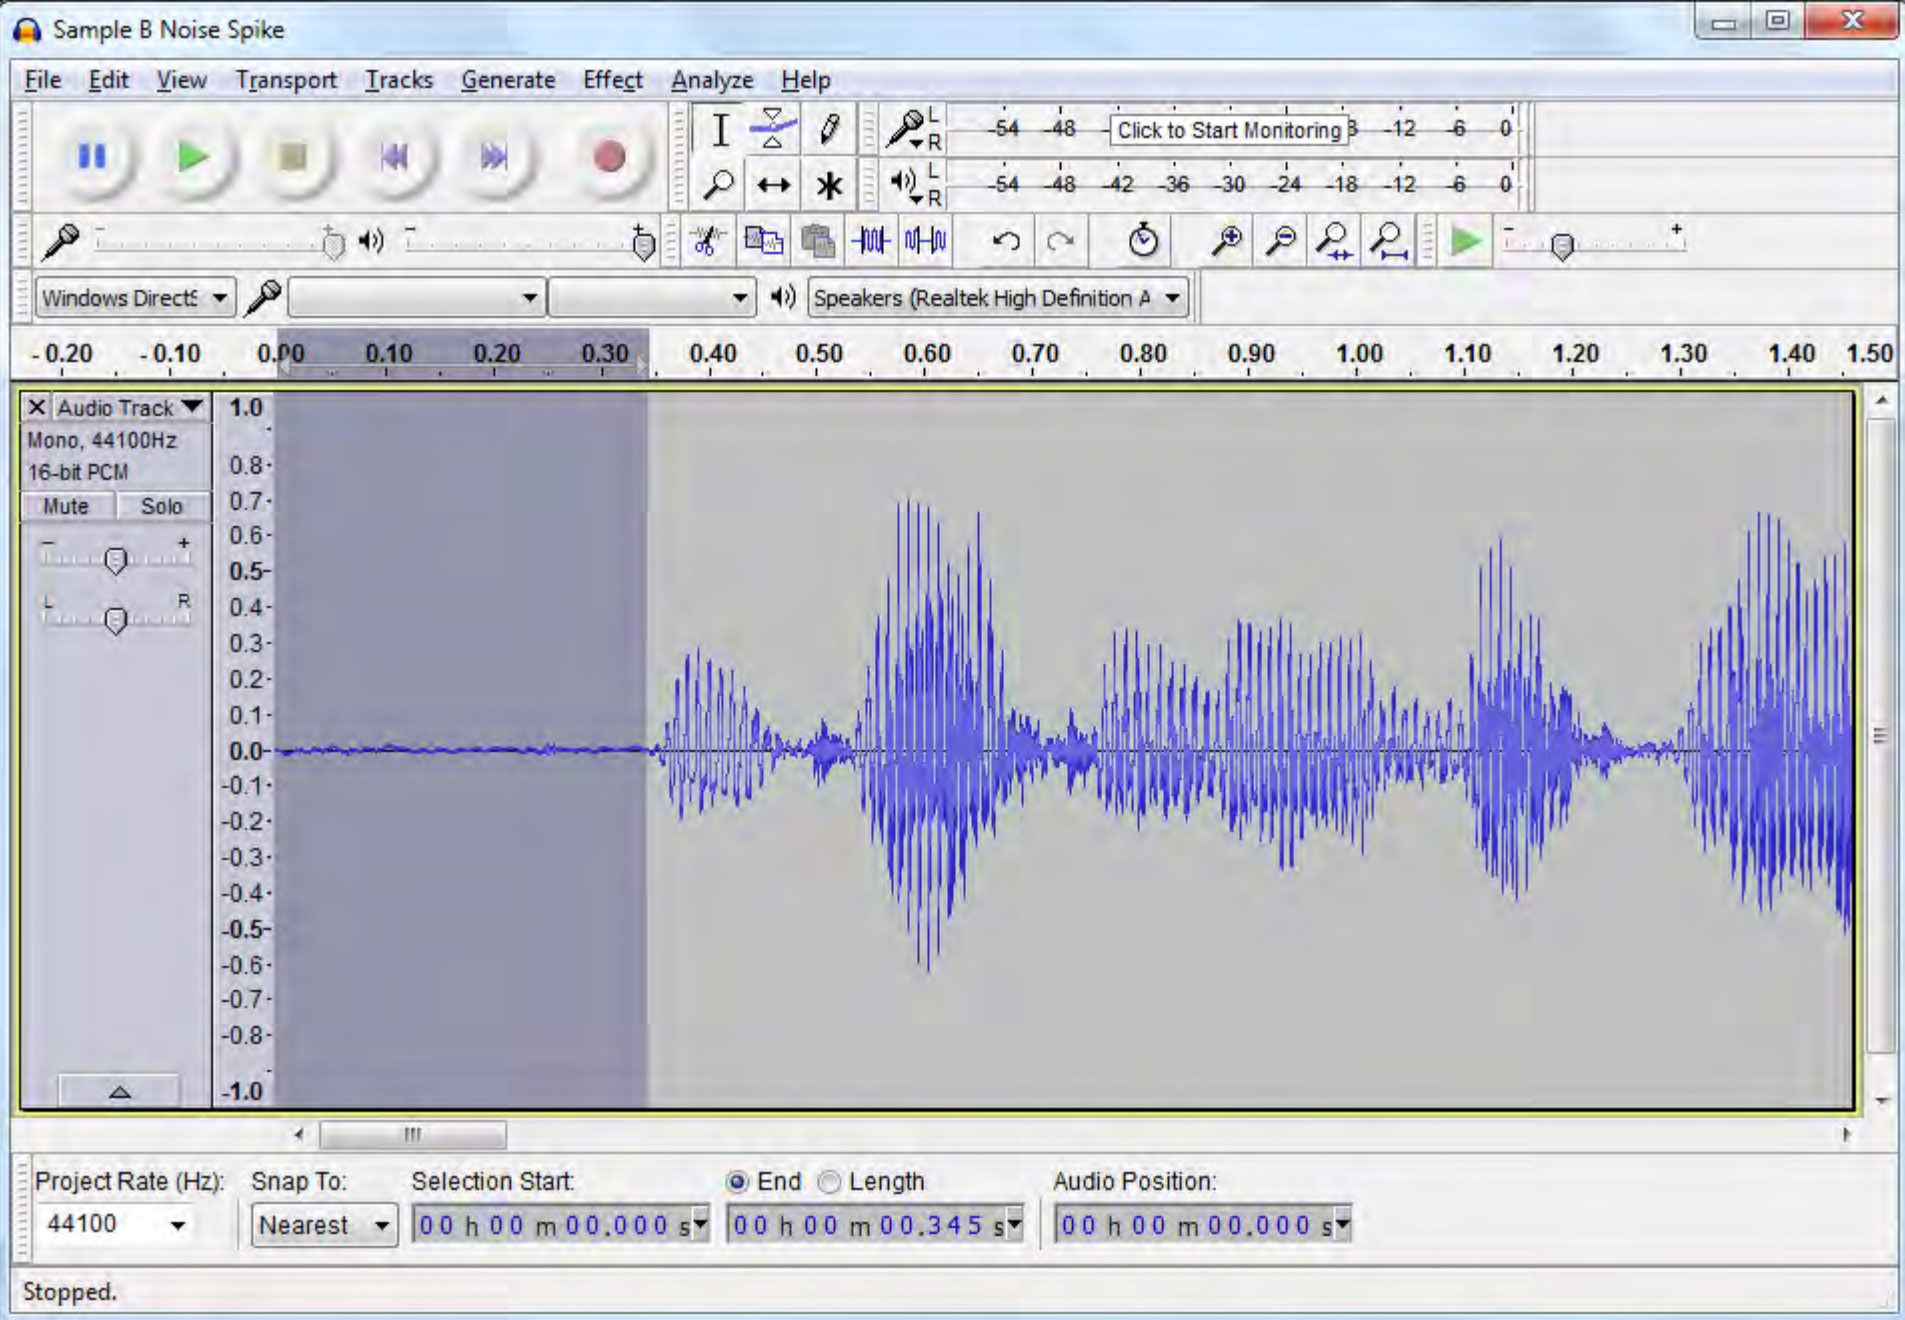 Sample B Noise Spike
File Edit View Transport Tracks Generate Effect Analyze Help
L
R
-54 -48 Click to Start Monitoring -12 -6 0
L
R
-54 -48 -42 -36 -30 -24 -18 -12 -6 0
Windows Direct Speakers (Realtek High Definition A
-0.20 -0.10 0.00 0.10 0.20 0.30 0.40 0.50 0.60 0.70 0.80 0.90 1.00 1.10 1.20 1.30 1.40 1.50
Audio Track
Mono, 44100Hz
16-bit PCM
Mute Solo
- +
L R
1.0
0.8
0.7
0.6
0.5
0.4
0.3
0.2
0.1
0.0
-0.1
-0.2
-0.3
-0.4
-0.5
-0.6
-0.7
-0.8
-1.0
Project Rate (Hz): Snap To: Selection Start: End Length Audio Position:
44100 Nearest 00 h 00 m 00.000 s 00 h 00 m 00.345 s 00 h 00 m 00.000 s
Stopped.